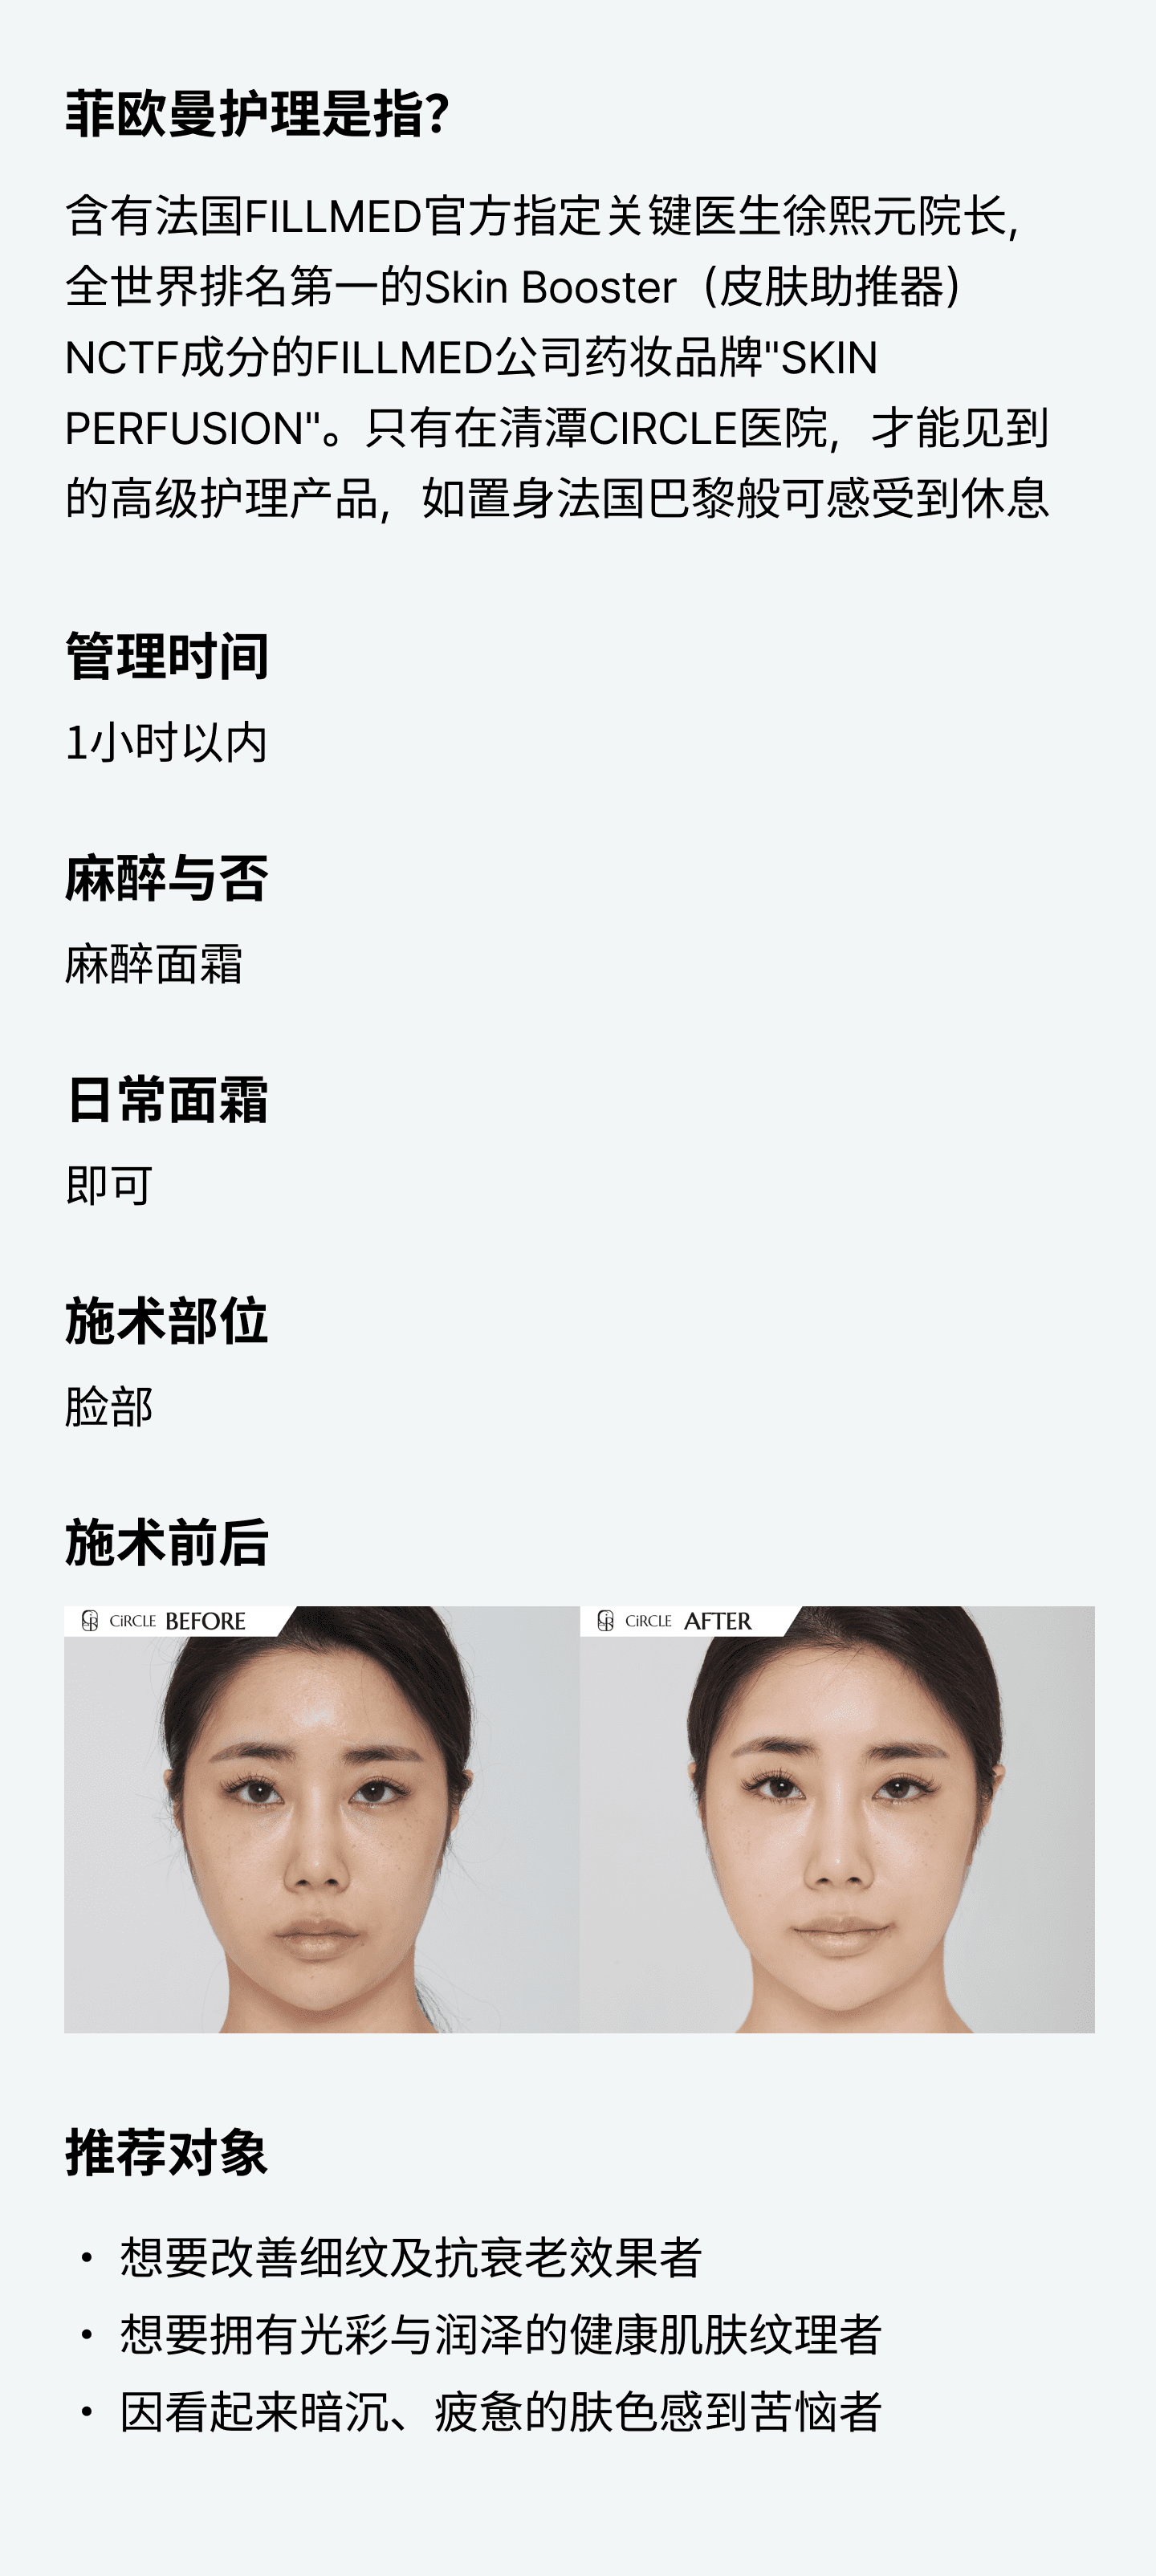 菲欧曼护理是指?
含有法国FILLMED官方指定关键医生徐熙元院长,
全世界排名第一的Skin Booster（皮肤助推器）
NCTF成分的FILLMED公司药妆品牌"SKIN
PERFUSION"。只有在清潭CIRCLE医院，才能见到
的高级护理产品，如置身法国巴黎般可感受到休息
管理时间
1小时以内
麻醉与否
麻醉面霜
日常面霜
即可
施术部位
脸部
施术前后
CiRCLE BEFORE
CiRCLE AFTER
推荐对象
• 想要改善细纹及抗衰老效果者
• 想要拥有光彩与润泽的健康肌肤纹理者
• 因看起来暗沉、疲惫的肤色感到苦恼者